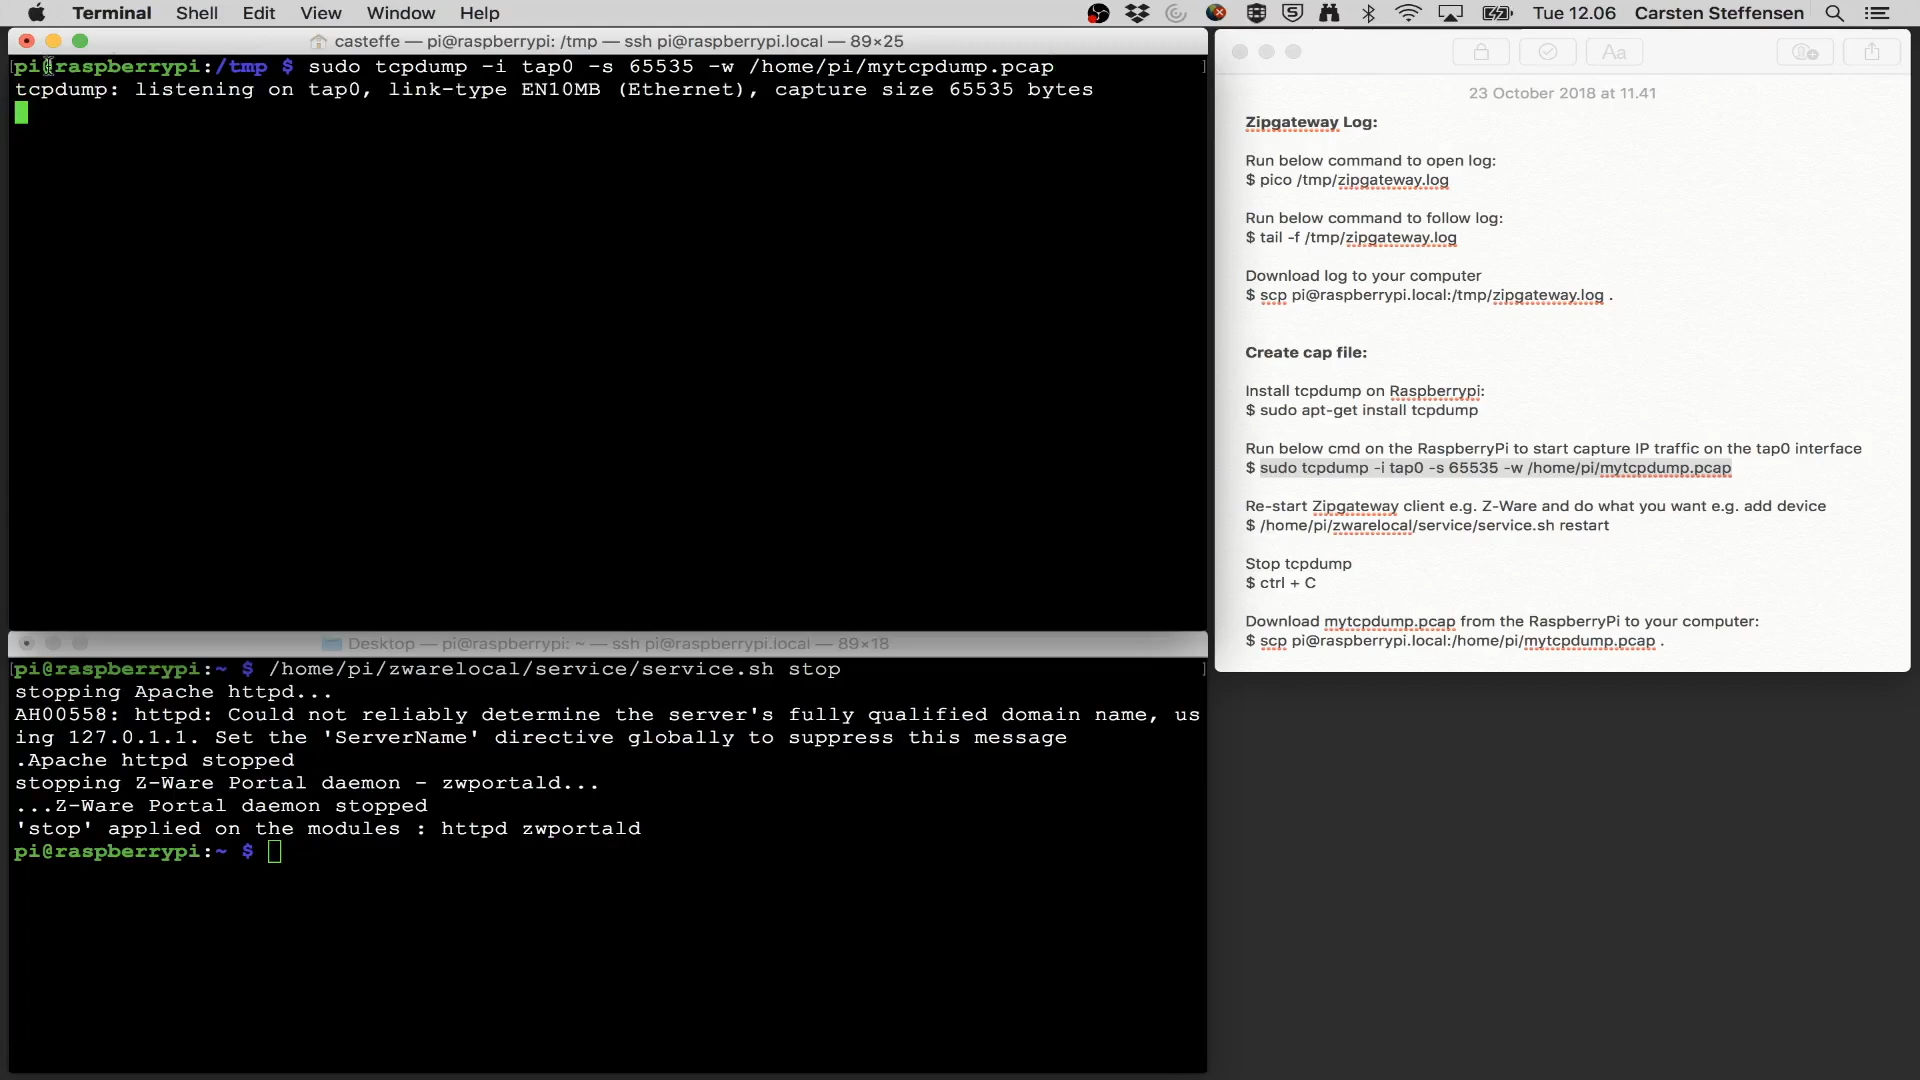 Terminal Shell Edit View Window Help Tue 12.06 Carsten Steffensen
casteffe — pi@raspberrypi: /tmp — ssh pi@raspberrypi.local — 89×25
pi@raspberrypi:/tmp $ sudo tcpdump -i tap0 -s 65535 -w /home/pi/mytcpdump.pcap
tcpdump: listening on tap0, link-type EN10MB (Ethernet), capture size 65535 bytes
Desktop — pi@raspberrypi: ~ — ssh pi@raspberrypi.local — 89×18
pi@raspberrypi:~ $ /home/pi/zwarelocal/service/service.sh stop
stopping Apache httpd...
AH00558: httpd: Could not reliably determine the server's fully qualified domain name, us
ing 127.0.1.1. Set the 'ServerName' directive globally to suppress this message
.Apache httpd stopped
stopping Z-Ware Portal daemon - zwportald...
...Z-Ware Portal daemon stopped
'stop' applied on the modules : httpd zwportald
pi@raspberrypi:~ $
Aa
23 October 2018 at 11.41
Zipgateway Log:
Run below command to open log:
$ pico /tmp/zipgateway.log
Run below command to follow log:
$ tail -f /tmp/zipgateway.log
Download log to your computer
$ scp pi@raspberrypi.local:/tmp/zipgateway.log .
Create cap file:
Install tcpdump on Raspberrypi:
$ sudo apt-get install tcpdump
Run below cmd on the RaspberryPi to start capture IP traffic on the tap0 interface
$ sudo tcpdump -i tap0 -s 65535 -w /home/pi/mytcpdump.pcap
Re-start Zipgateway client e.g. Z-Ware and do what you want e.g. add device
$ /home/pi/zwarelocal/service/service.sh restart
Stop tcpdump
$ ctrl + C
Download mytcpdump.pcap from the RaspberryPi to your computer:
$ scp pi@raspberrypi.local:/home/pi/mytcpdump.pcap .